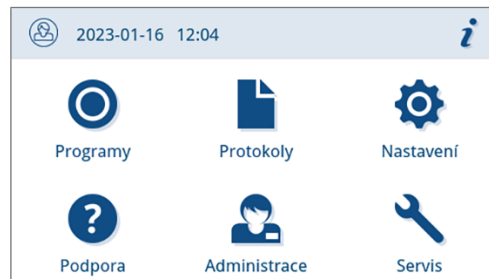 2023-01-16 12:04 i
Programy Protokoly Nastavení
? 
Podpora Administrace Servis